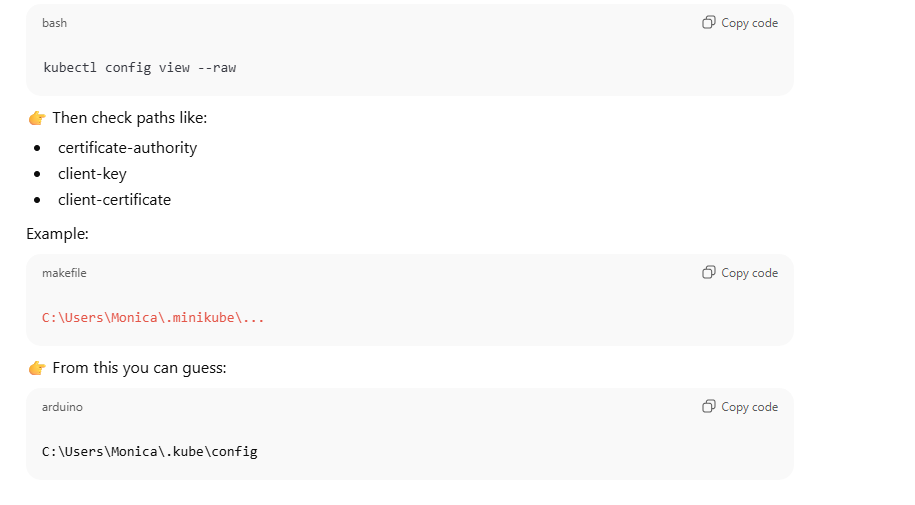 bash
Copy code
kubectl config view --raw
👉 Then check paths like:
• certificate-authority
• client-key
• client-certificate
Example:
makefile
Copy code
C:\Users\Monica\.minikube\...
👉 From this you can guess:
arduino
Copy code
C:\Users\Monica\.kube\config